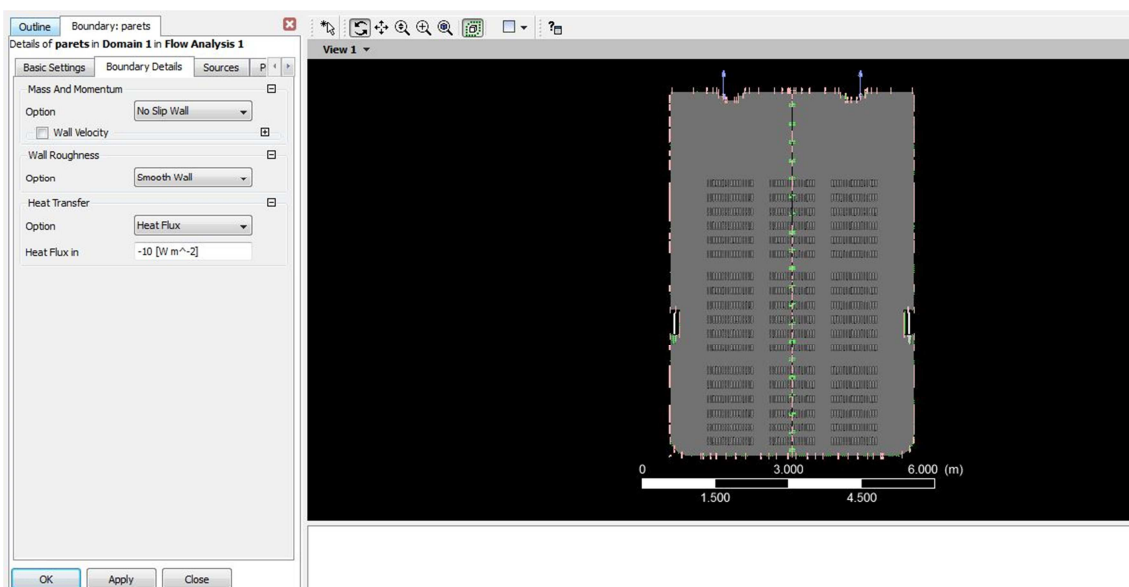 Outline Boundary: parets
Details of parets in Domain 1 in Flow Analysis 1
Basic Settings Boundary Details Sources P
Mass And Momentum
Option No Slip Wall
Wall Velocity
Wall Roughness
Option Smooth Wall
Heat Transfer
Option Heat Flux
Heat Flux in -10 [W m^-2]
OK Apply Close
View 1
0 3.000 6.000 (m)
1.500 4.500